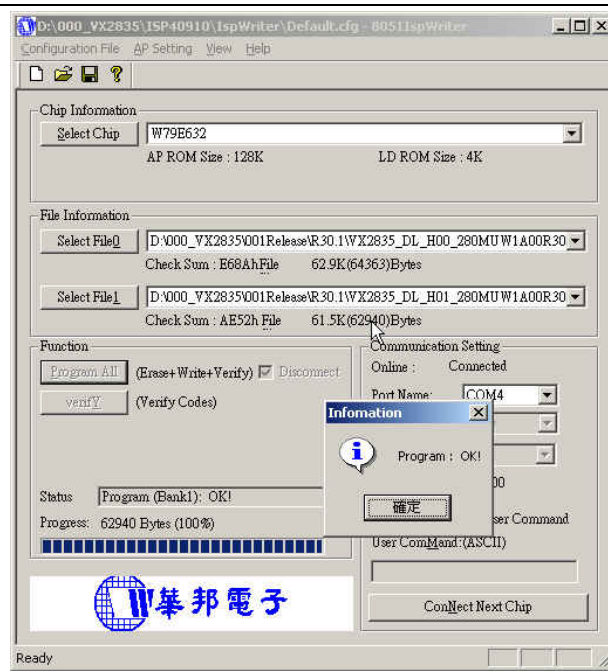 D:\000_VX2835\ISP40910\IspWriter\Default.cfg - 8051IspWriter
Configuration File AP Setting View Help
Chip Information
Select Chip W79E632
AP ROM Size : 128K LD ROM Size : 4K
File Information
Select File0 D:\000_VX2835\001Release\R30.1\VX2835_DL_H00_280MUW1A00R30
Check Sum : E68Ah File 62.9K(64363)Bytes
Select File1 D:\000_VX2835\001Release\R30.1\VX2835_DL_H01_280MUW1A00R30
Check Sum : AE52h File 61.5K(62940)Bytes
Function
Program All (Erase+Write+Verify) Disconnect
verifY (Verify Codes)
Status Program (Bank1): OK!
Progress: 62940 Bytes (100%)
華邦電子
Communication Setting
Online : Connected
Port Name: COM4
Infomation
Program : OK!
確定
00
ser Command
User ComMand:(ASCII)
ConNect Next Chip
Ready